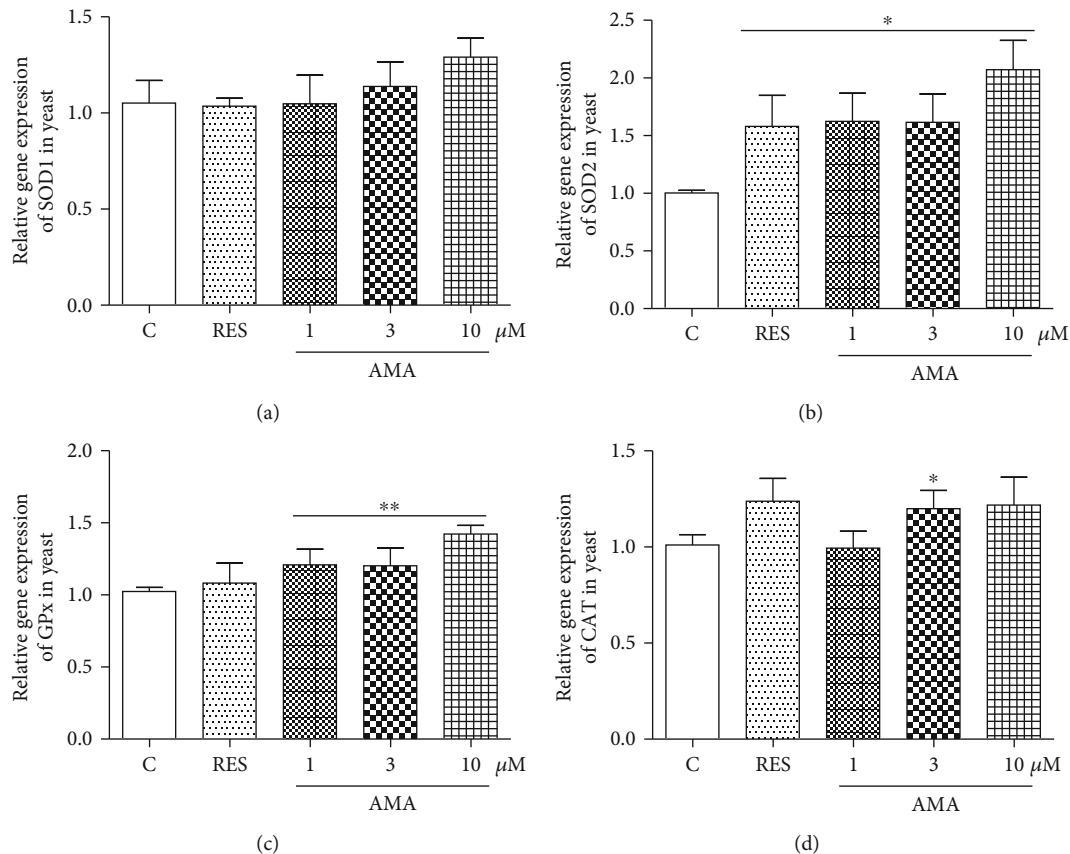 Relative gene expression
of SOD1 in yeast
1.5
1.0
0.5
0.0
C RES 1 3 10 μM
AMA
(a)
Relative gene expression
of SOD2 in yeast
2.5
2.0
1.5
1.0
0.5
0.0
*
C RES 1 3 10 μM
AMA
(b)
Relative gene expression
of GPx in yeast
2.0
1.5
1.0
0.5
0.0
**
C RES 1 3 10 μM
AMA
(c)
Relative gene expression
of CAT in yeast
1.5
1.0
0.5
0.0
*
C RES 1 3 10 μM
AMA
(d)